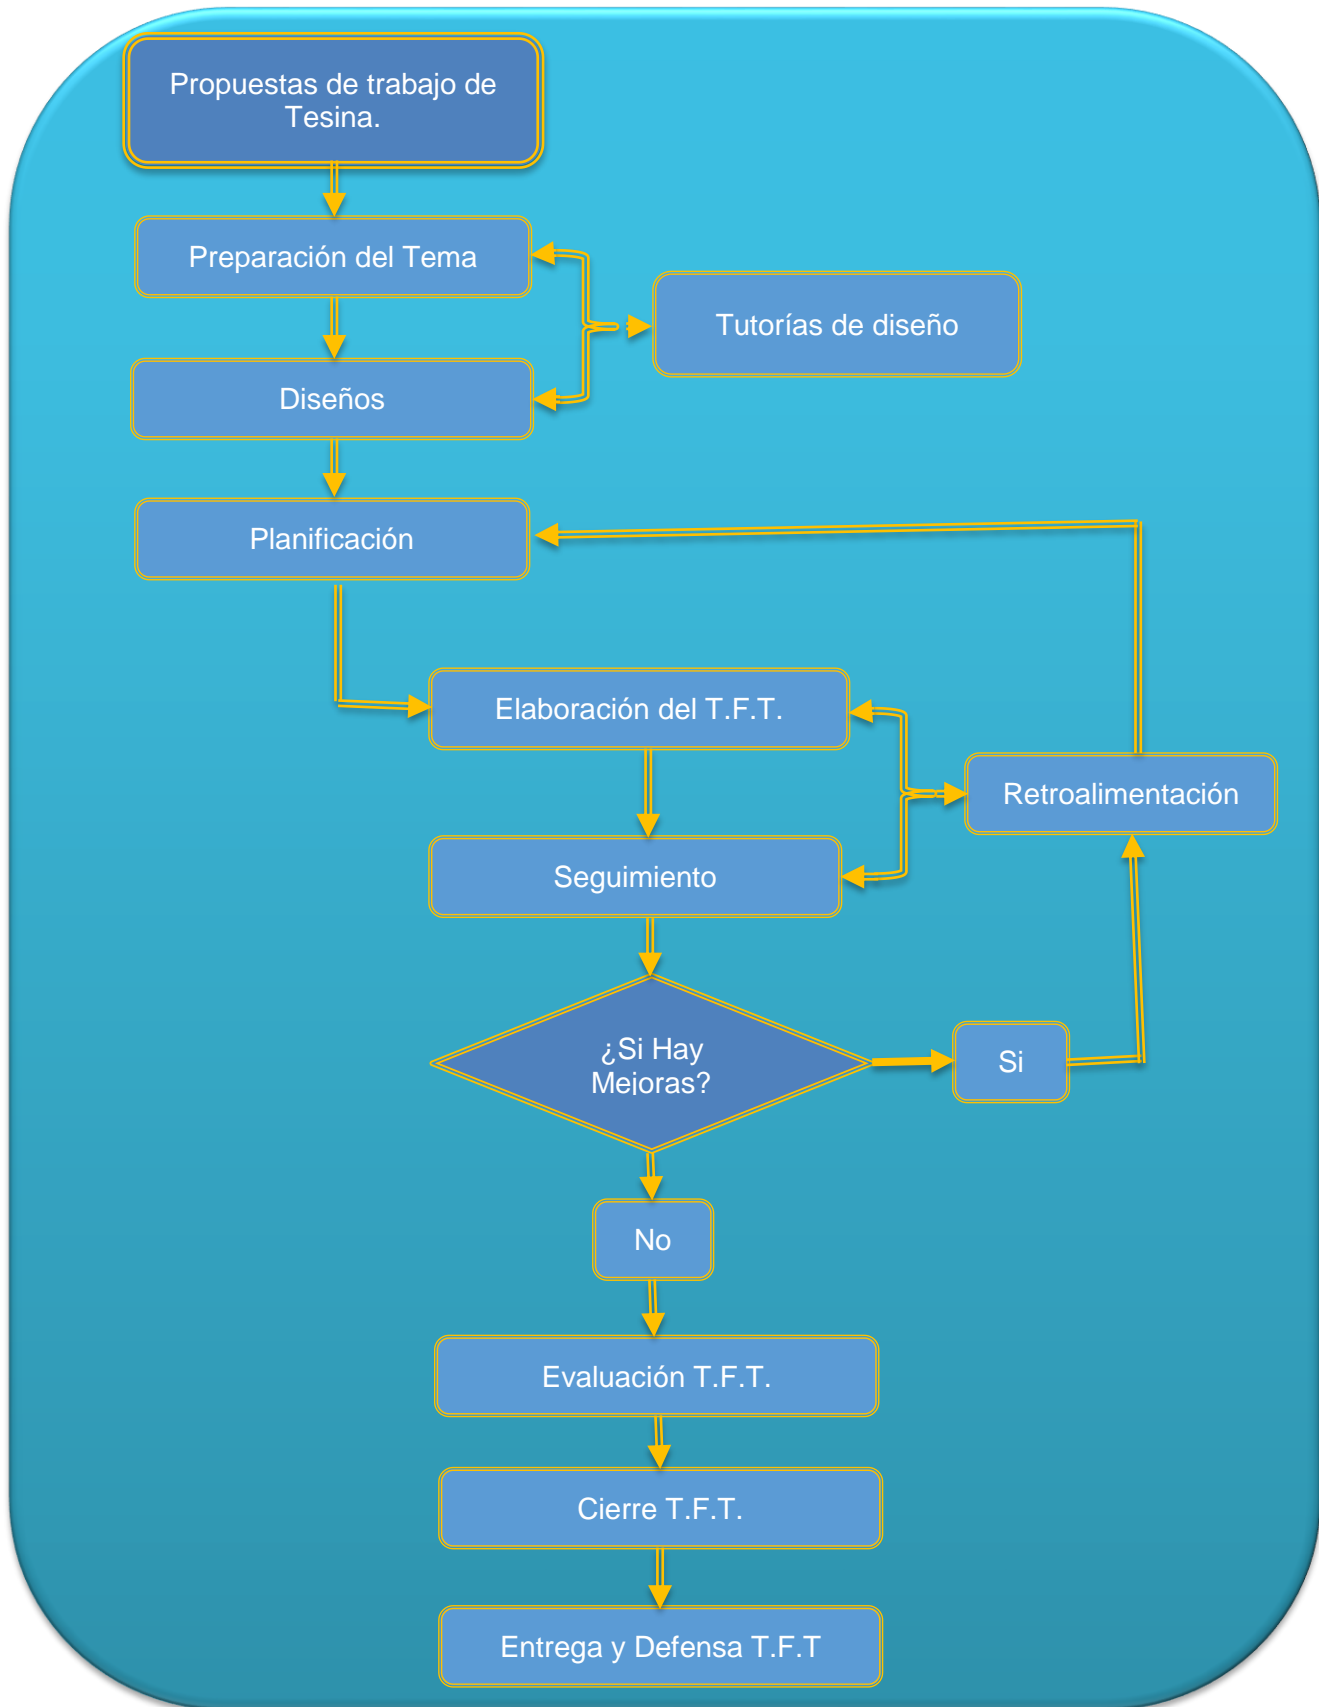 Propuestas de trabajo de
Tesina.
Preparación del Tema
Tutorías de diseño
Diseños
Planificación
Elaboración del T.F.T.
Retroalimentación
Seguimiento
¿Si Hay
Mejoras?
Si
No
Evaluación T.F.T.
Cierre T.F.T.
Entrega y Defensa T.F.T